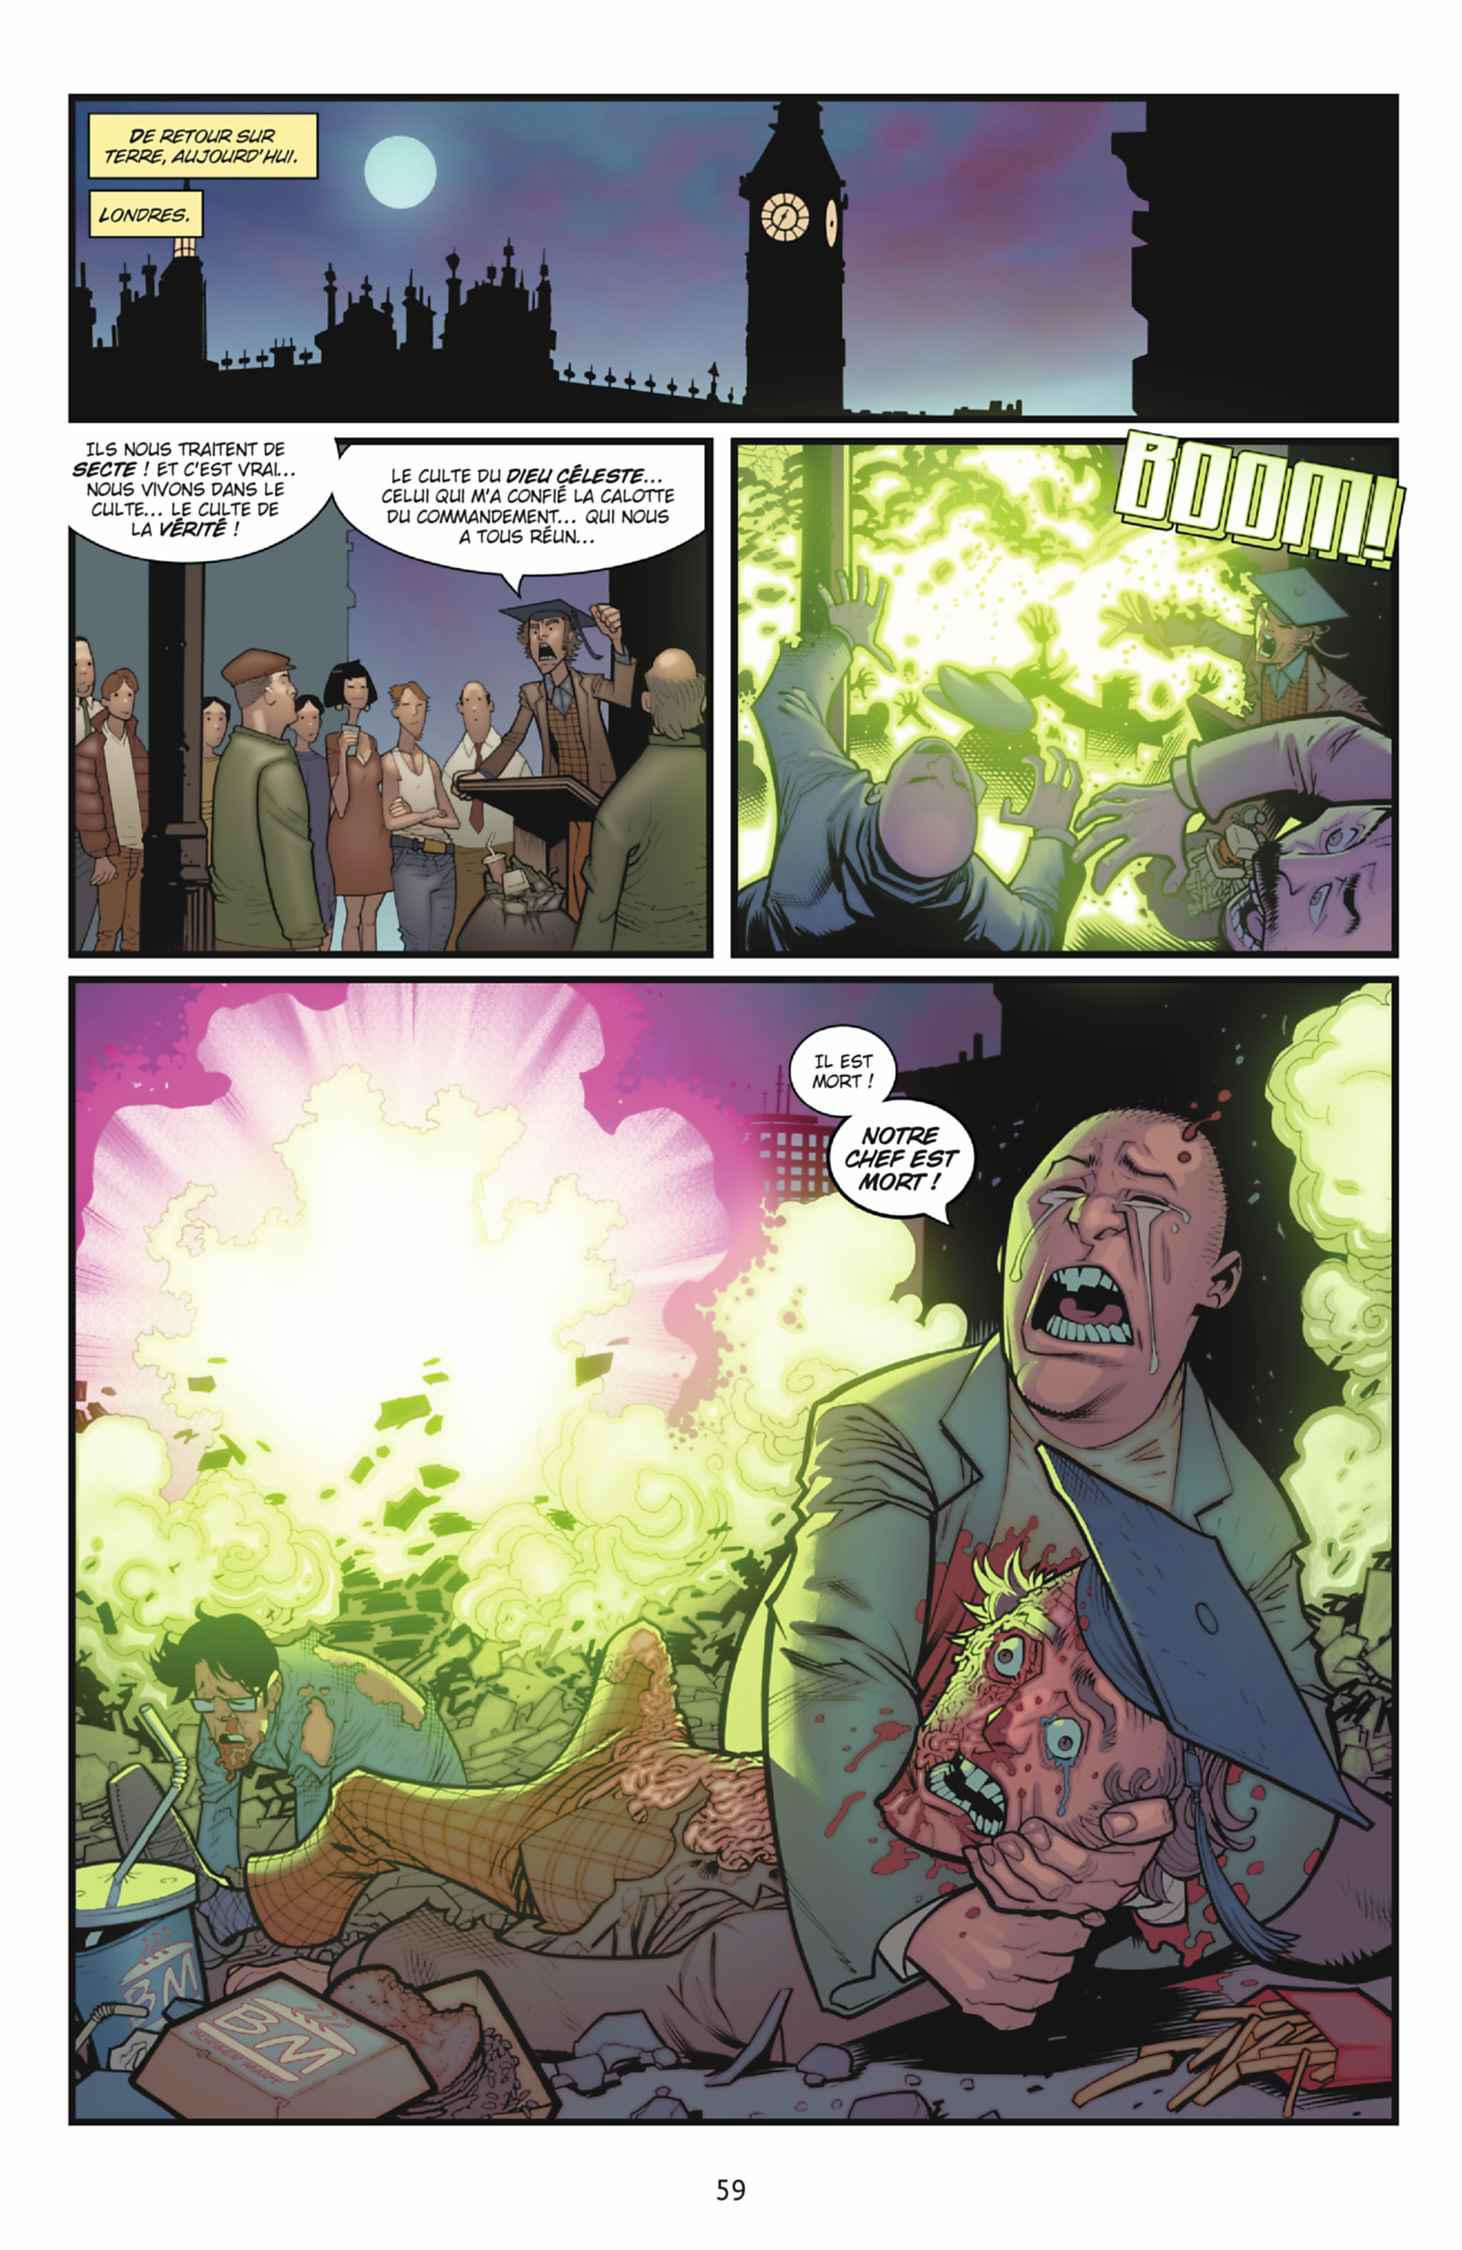 DE RETOUR SUR
TERRE, AUJOURD'HUI.
LONDRES.
ILS NOUS TRAITENT DE
SECTE ! ET C'EST VRAI...
NOUS VIVONS DANS LE
CULTE... LE CULTE DE
LA VÉRITÉ !
LE CULTE DU DIEU CÉLESTE...
CELUI QUI M'A CONFIÉ LA CALOTTE
DU COMMANDEMENT... QUI NOUS
A TOUS RÉUN...
BOOM!
IL EST
MORT !
NOTRE
CHEF EST
MORT !
BM
BM
BURGER MART
59